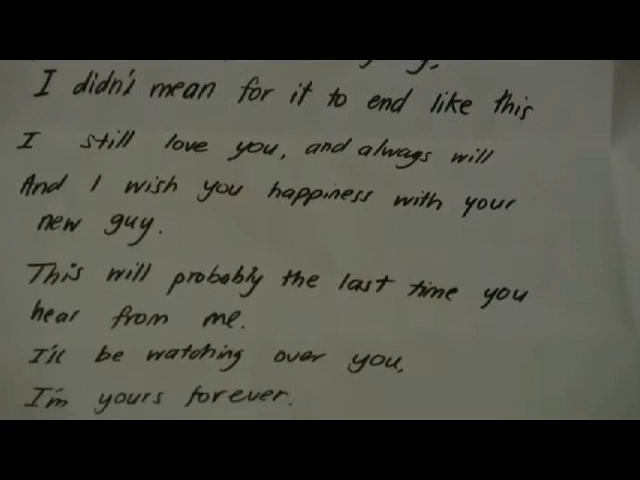 I didn't mean for it to end like this
I still love you, and always will
And I wish you happiness with your
new guy.
This will probably the last time you
hear from me.
I'll be watching over you,
I'm yours forever.